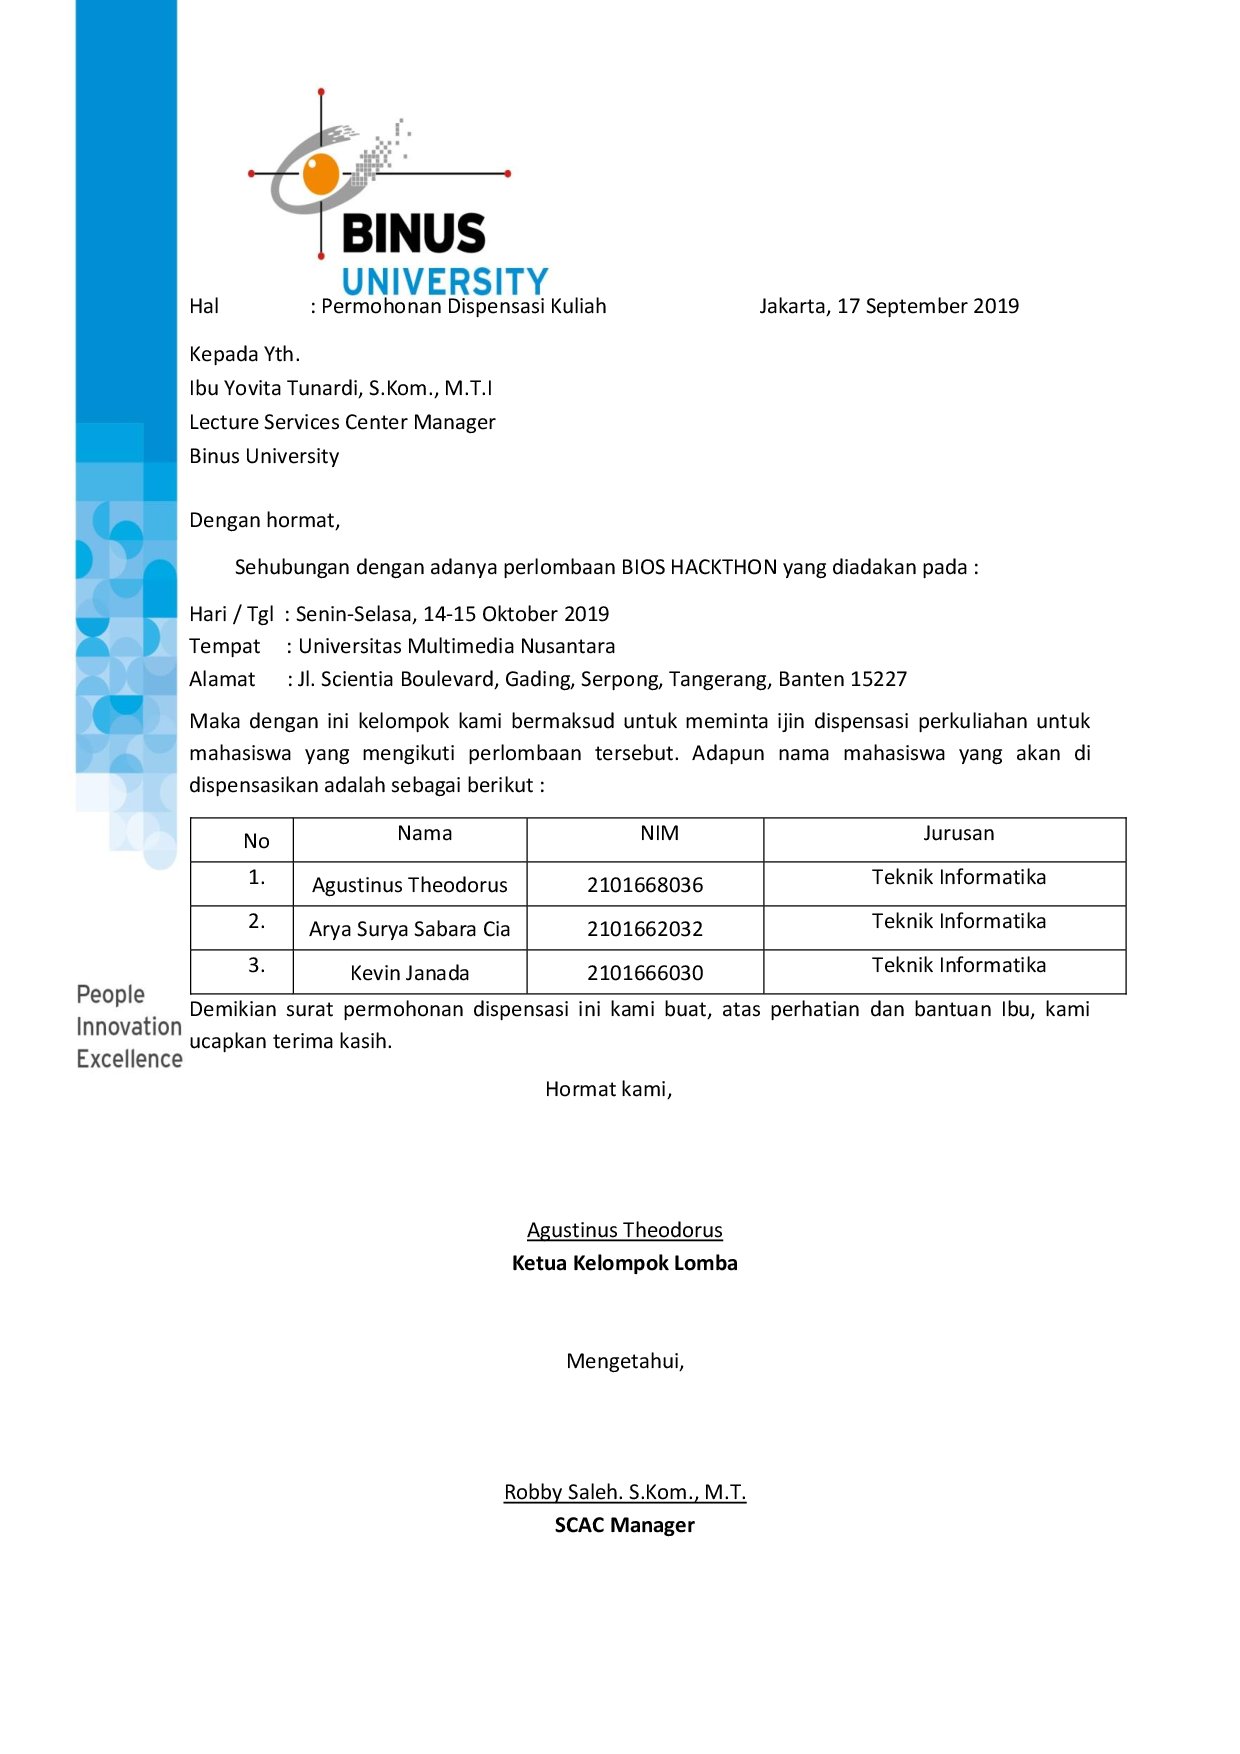 BINUS
UNIVERSITY
Hal : Permohonan Dispensasi Kuliah Jakarta, 17 September 2019
Kepada Yth.
Ibu Yovita Tunardi, S.Kom., M.T.I
Lecture Services Center Manager
Binus University
Dengan hormat,
Sehubungan dengan adanya perlombaan BIOS HACKTHON yang diadakan pada :
Hari / Tgl : Senin-Selasa, 14-15 Oktober 2019
Tempat : Universitas Multimedia Nusantara
Alamat : Jl. Scientia Boulevard, Gading, Serpong, Tangerang, Banten 15227
Maka dengan ini kelompok kami bermaksud untuk meminta ijin dispensasi perkuliahan untuk
mahasiswa yang mengikuti perlombaan tersebut. Adapun nama mahasiswa yang akan di
dispensasikan adalah sebagai berikut :
No Nama NIM Jurusan
1. Agustinus Theodorus 2101668036 Teknik Informatika
2. Arya Surya Sabara Cia 2101662032 Teknik Informatika
3. Kevin Janada 2101666030 Teknik Informatika
People
Innovation
Excellence
Demikian surat permohonan dispensasi ini kami buat, atas perhatian dan bantuan Ibu, kami
ucapkan terima kasih.
Hormat kami,
Agustinus Theodorus
Ketua Kelompok Lomba
Mengetahui,
Robby Saleh. S.Kom., M.T.
SCAC Manager